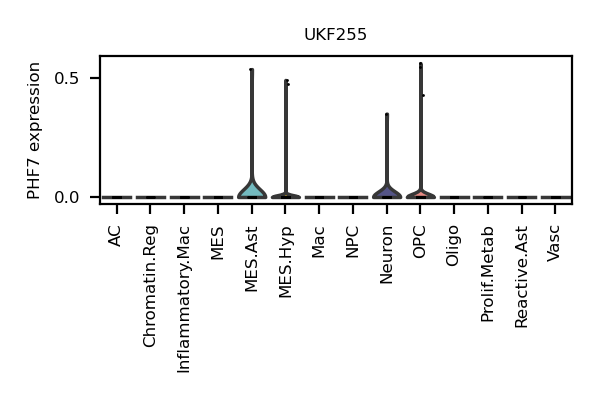 UKF255
PHF7 expression
0.5
0.0
AC
Chromatin.Reg
Inflammatory.Mac
MES
MES.Ast
MES.Hyp
Mac
NPC
Neuron
OPC
Oligo
Prolif.Metab
Reactive.Ast
Vasc